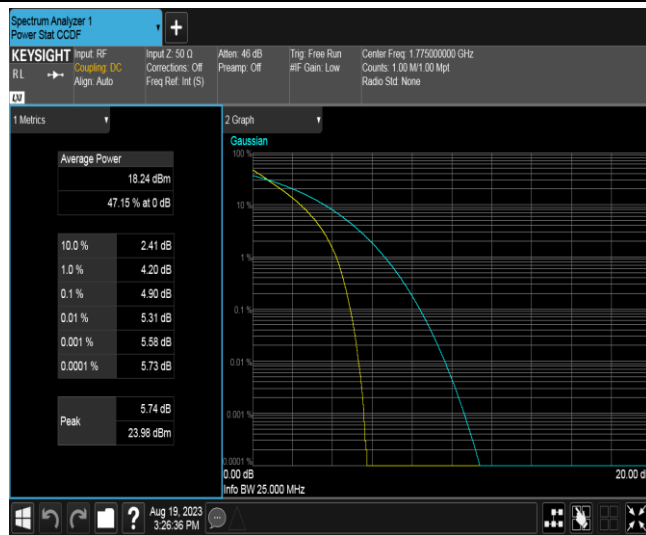 Spectrum Analyzer 1
Power Stat CCDF
+
KEYSIGHT
RL
LXI
Input: RF
Coupling: DC
Align: Auto
Input Z: 50 Ω
Corrections: Off
Freq Ref: Int (S)
Atten: 46 dB
Preamp: Off
Trig: Free Run
#IF Gain: Low
Center Freq: 1.775000000 GHz
Counts: 1.00 M/1.00 Mpt
Radio Std: None
1 Metrics
Average Power
18.24 dBm
47.15 % at 0 dB
10.0 % 2.41 dB
1.0 % 4.20 dB
0.1 % 4.90 dB
0.01 % 5.31 dB
0.001 % 5.58 dB
0.0001 % 5.73 dB
Peak
5.74 dB
23.98 dBm
2 Graph
Gaussian
100 %
10 %
1 %
0.1 %
0.01 %
0.001 %
0.0001 %
0.00 dB
20.00 d
Info BW 25.000 MHz
?
Aug 19, 2023
3:26:36 PM